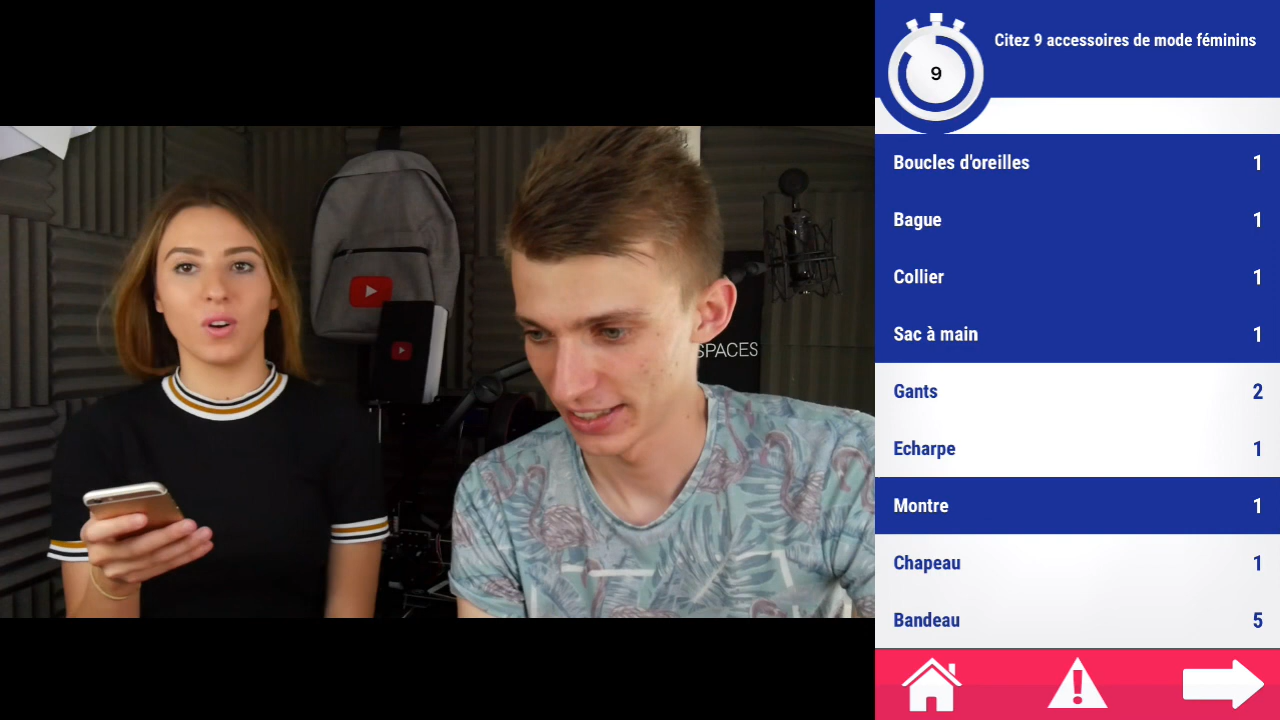 Citez 9 accessoires de mode féminins
9
Boucles d'oreilles 1
Bague 1
Collier 1
Sac à main 1
Gants 2
Echarpe 1
Montre 1
Chapeau 1
Bandeau 5
SPACES